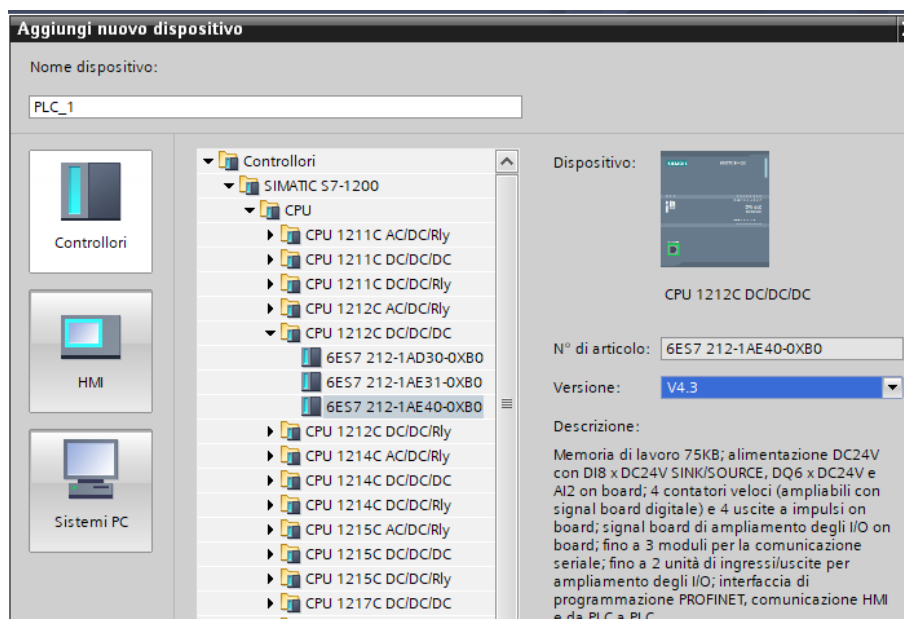 Aggiungi nuovo dispositivo
Nome dispositivo:
PLC_1
Controllori
HMI
Sistemi PC
Controllori
SIMATIC S7-1200
CPU
CPU 1211C AC/DC/Rly
CPU 1211C DC/DC/DC
CPU 1211C DC/DC/Rly
CPU 1212C AC/DC/Rly
CPU 1212C DC/DC/DC
6ES7 212-1AD30-0XB0
6ES7 212-1AE31-0XB0
6ES7 212-1AE40-0XB0
CPU 1212C DC/DC/Rly
CPU 1214C AC/DC/Rly
CPU 1214C DC/DC/DC
CPU 1214C DC/DC/Rly
CPU 1215C AC/DC/Rly
CPU 1215C DC/DC/DC
CPU 1215C DC/DC/Rly
CPU 1217C DC/DC/DC
Dispositivo:
SIEMENS
CPU 1212C DC/DC/DC
N° di articolo: 6ES7 212-1AE40-0XB0
Versione: V4.3
Descrizione:
Memoria di lavoro 75KB; alimentazione DC24V
con DI8 x DC24V SINK/SOURCE, DQ6 x DC24V e
AI2 on board; 4 contatori veloci (ampliabili con
signal board digitale) e 4 uscite a impulsi on
board; signal board di ampliamento degli I/O on
board; fino a 3 moduli per la comunicazione
seriale; fino a 2 unità di ingressi/uscite per
ampliamento degli I/O; interfaccia di
programmazione PROFINET, comunicazione HMI
e da PLC a PLC